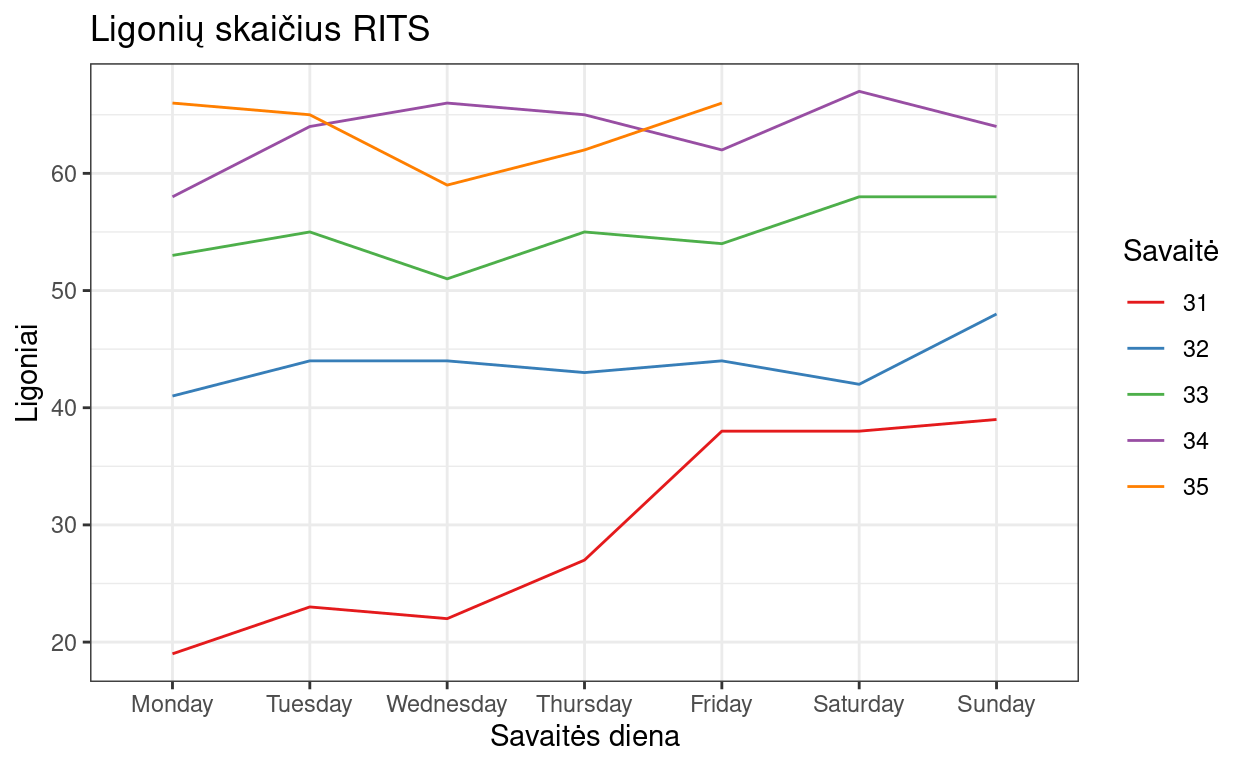 Ligonių skaičius RITS
Ligoniai
60
50
40
30
20
Monday Tuesday Wednesday Thursday Friday Saturday Sunday
Savaitės diena
Savaitė
31
32
33
34
35